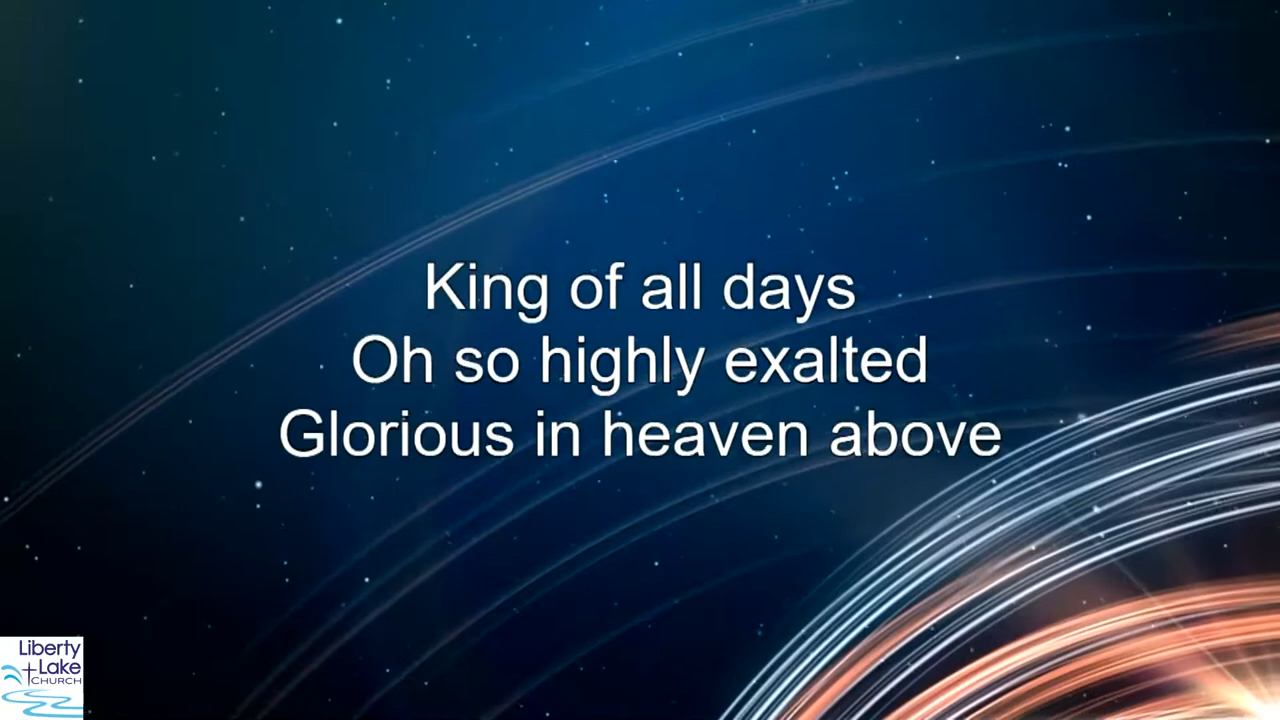 King of all days
Oh so highly exalted
Glorious in heaven above
Liberty
Lake
CHURCH